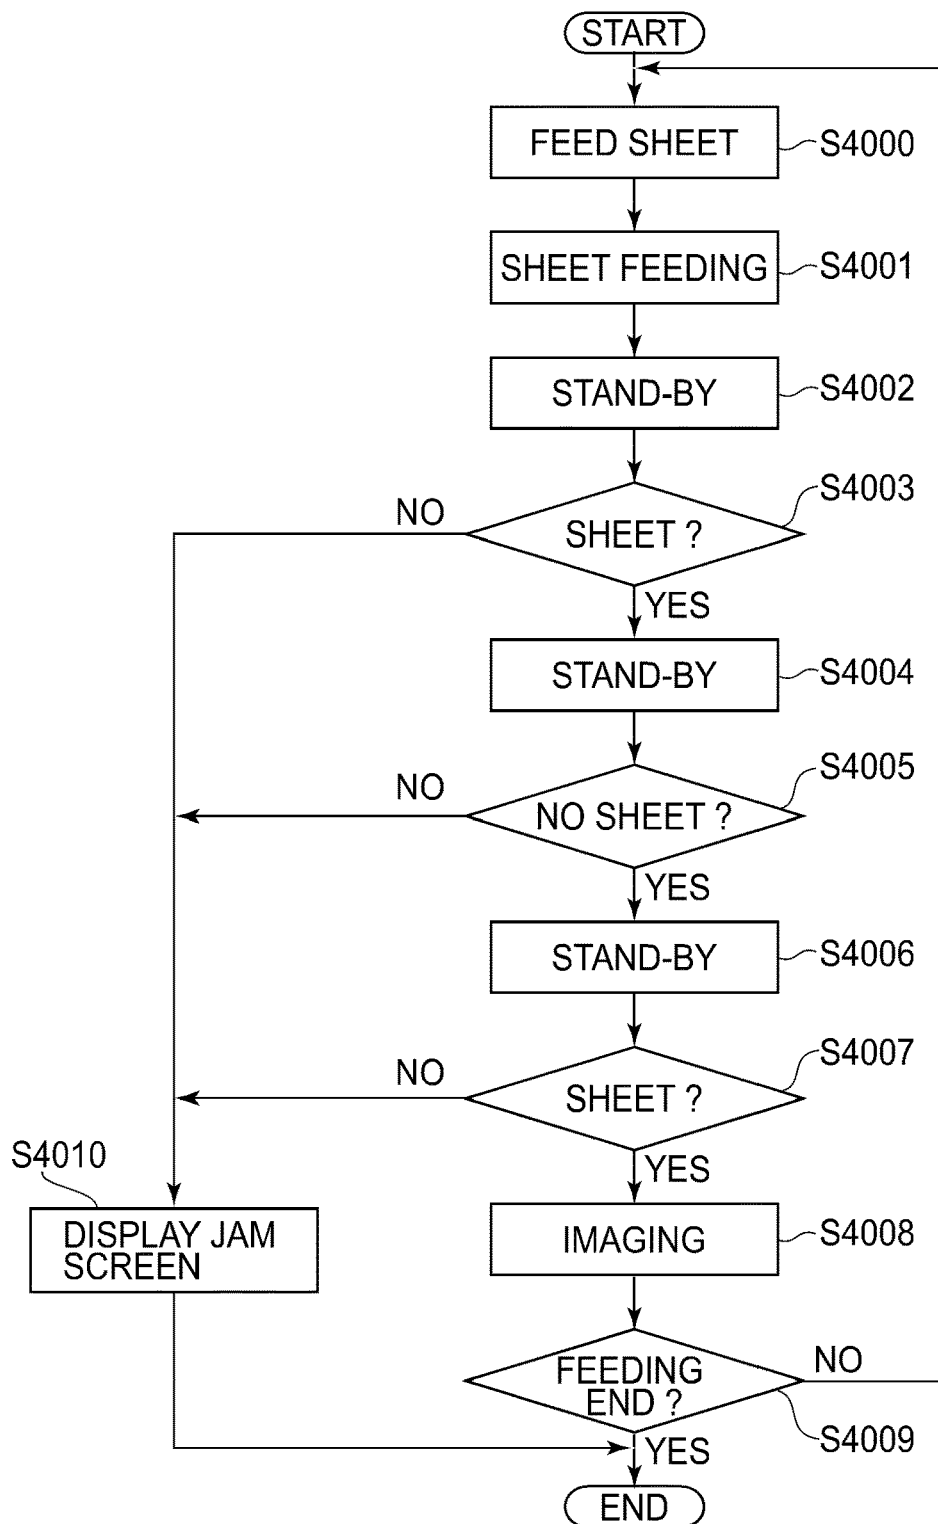 START
FEED SHEET
S4000
SHEET FEEDING
S4001
STAND-BY
S4002
S4003
NO
SHEET ?
YES
STAND-BY
S4004
S4005
NO
NO SHEET ?
YES
STAND-BY
S4006
S4007
NO
SHEET ?
YES
S4010
DISPLAY JAM
SCREEN
IMAGING
S4008
NO
FEEDING
END ?
S4009
YES
END